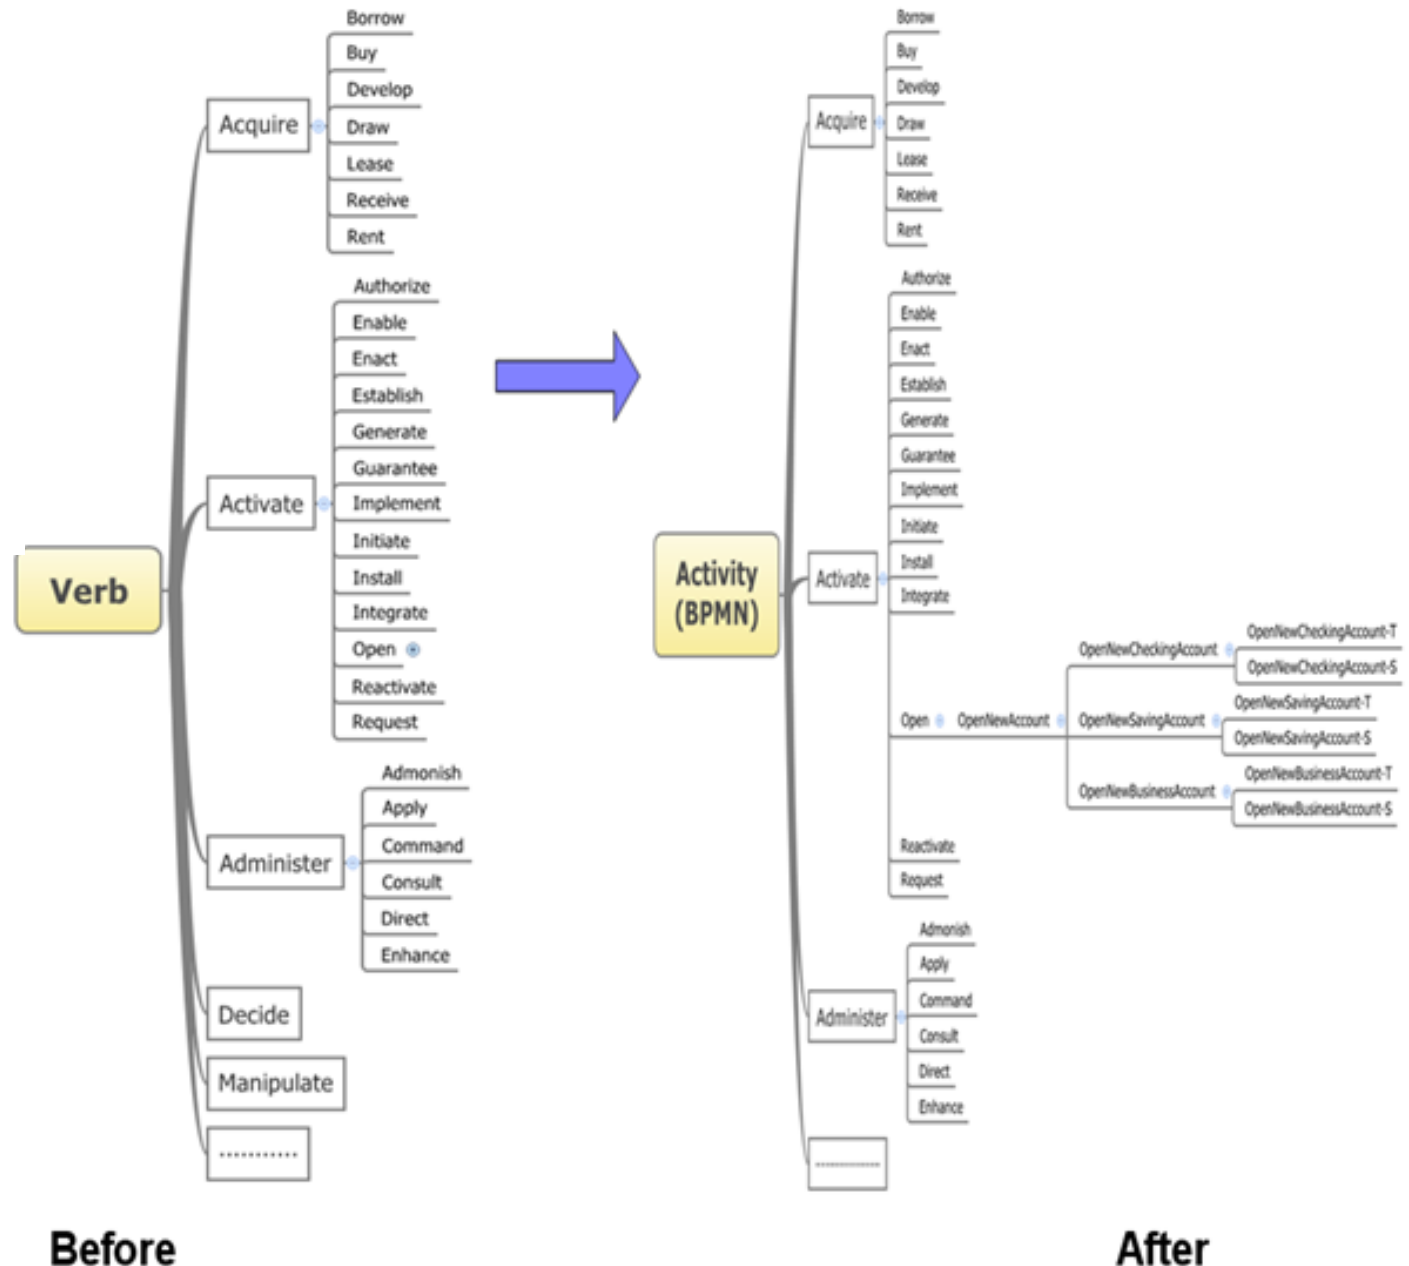 Borrow
Buy
Develop
Acquire
Draw
Lease
Receive
Rent
Authorize
Enable
Enact
Establish
Generate
Guarantee
Activate
Implement
Initiate
Install
Integrate
Open
Reactivate
Request
Verb
Admonish
Apply
Command
Administer
Consult
Direct
Enhance
Decide
Manipulate
...........
Before
Borrow
Buy
Develop
Acquire
Draw
Lease
Receive
Rent
Authorize
Enable
Enact
Establish
Generate
Guarantee
Implement
Initiate
Install
Activate
Integrate
Activity
(BPMN)
Open
OpenNewAccount
OpenNewCheckingAccount
OpenNewCheckingAccount-T
OpenNewCheckingAccount-S
OpenNewSavingAccount
OpenNewSavingAccount-T
OpenNewSavingAccount-S
OpenNewBusinessAccount
OpenNewBusinessAccount-T
OpenNewBusinessAccount-S
Reactivate
Request
Admonish
Apply
Command
Administer
Consult
Direct
Enhance
..............
After